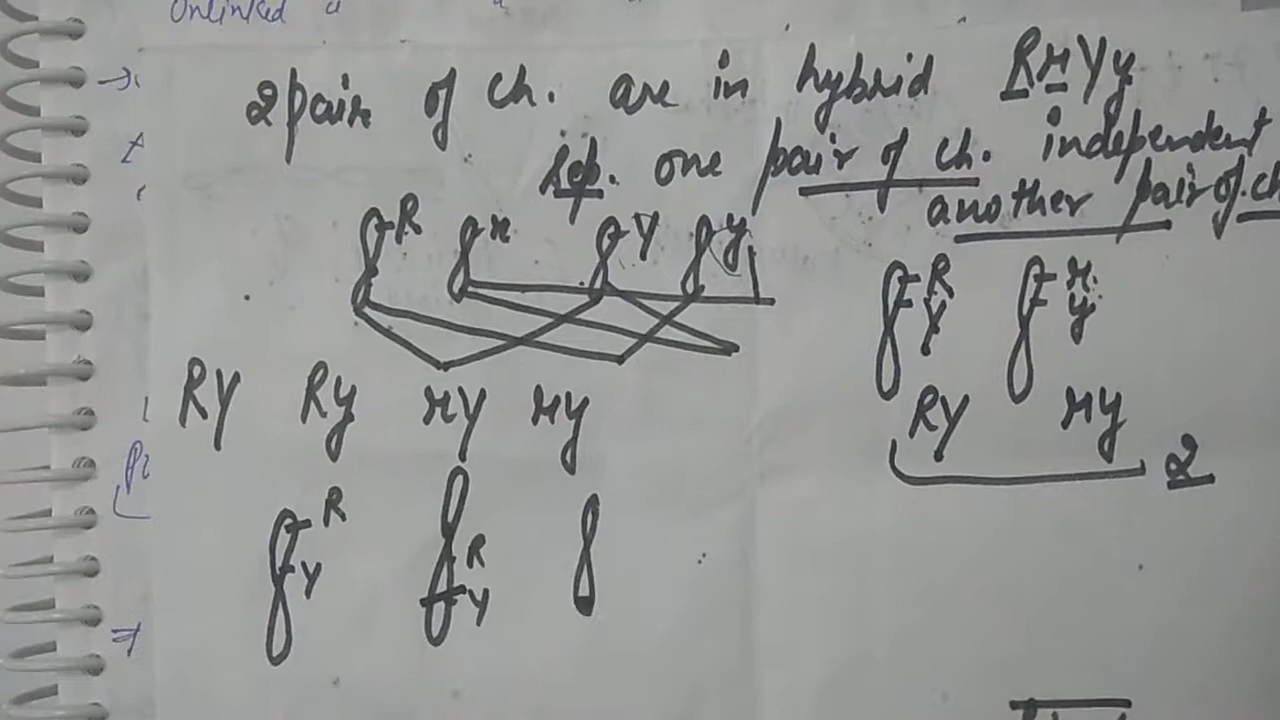 Unlinked
2 pair of ch. are in hybrid RrYy
sep. one pair of ch. independent
another pair of ch
R r Y y
R r
Y y
RY Ry rY ry
RY ry
2
R R
Y Y